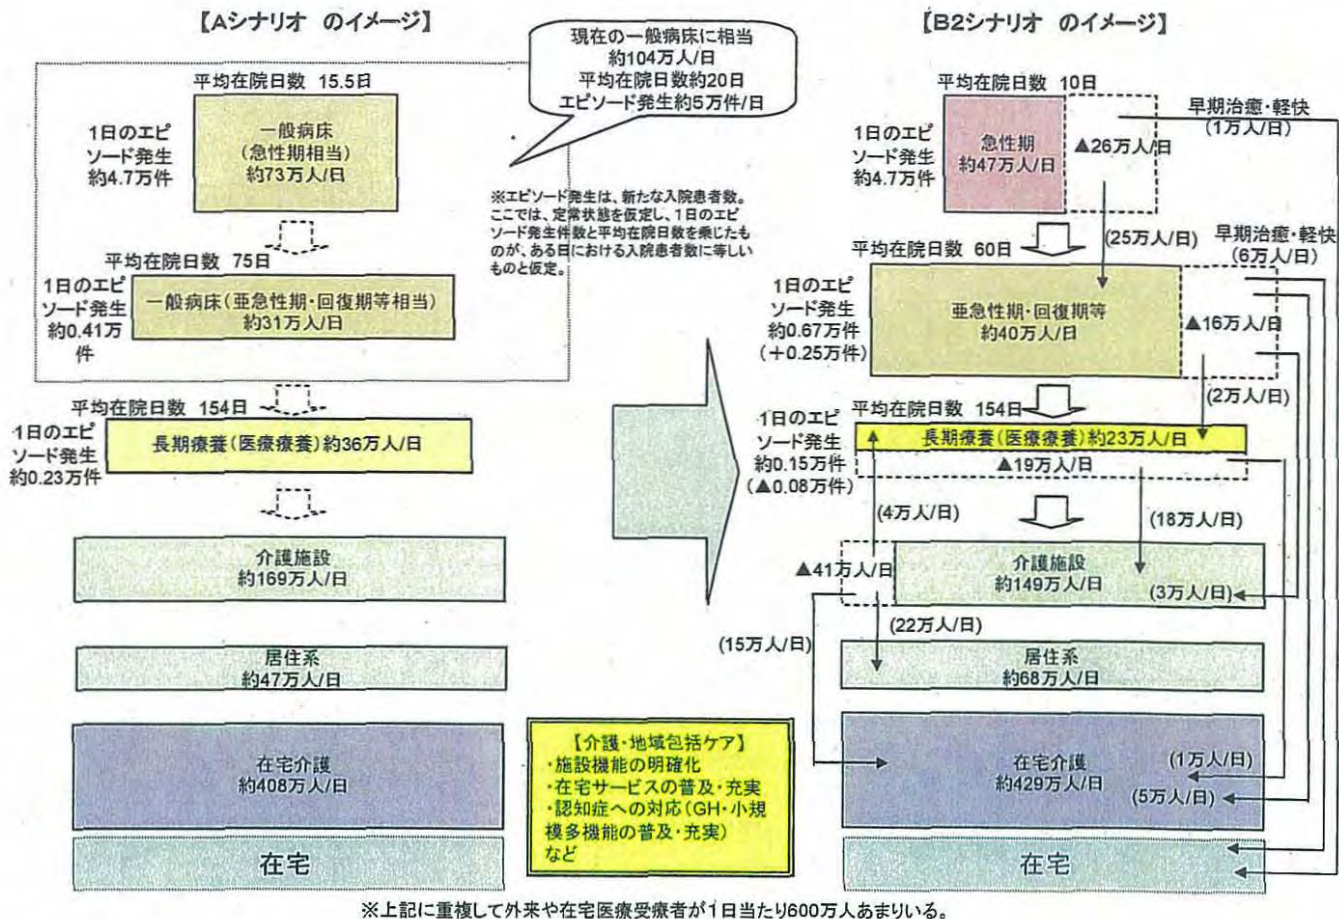 【Aシナリオ のイメージ】
現在の一般病床に相当
約104万人/日
平均在院日数約20日
エピソード発生約5万件/日
平均在院日数 15.5日
1日のエピ
ソード発生
約4.7万件
一般病床
(急性期相当)
約73万人/日
※エピソード発生は、新たな入院患者数。
ここでは、定常状態を仮定し、1日のエピ
ソード発生件数と平均在院日数を乗じたも
のが、ある日における入院患者数に等しい
ものと仮定。
平均在院日数 75日
1日のエピ
ソード発生
約0.41万
件
一般病床(亜急性期・回復期等相当)
約31万人/日
平均在院日数 154日
1日のエピ
ソード発生
約0.23万件
長期療養(医療療養)約36万人/日
介護施設
約169万人/日
居住系
約47万人/日
在宅介護
約408万人/日
在宅
【介護・地域包括ケア】
・施設機能の明確化
・在宅サービスの普及・充実
・認知症への対応(GH・小規
模多機能の普及・充実)
など
【B2シナリオ のイメージ】
平均在院日数 10日
1日のエピ
ソード発生
約4.7万件
急性期
約47万人/日
▲26万人/日
早期治癒・軽快
(1万人/日)
(25万人/日)
平均在院日数 60日
早期治癒・軽快
(6万人/日)
1日のエピ
ソード発生
約0.67万件
(+0.25万件)
亜急性期・回復期等
約40万人/日
▲16万人/日
(2万人/日)
平均在院日数 154日
1日のエピ
ソード発生
約0.15万件
(▲0.08万件)
長期療養(医療療養)約23万人/日
▲19万人/日
(4万人/日)
(18万人/日)
▲41万人/日
介護施設
約149万人/日
(3万人/日)
(15万人/日)
(22万人/日)
居住系
約68万人/日
在宅介護
約429万人/日
(1万人/日)
(5万人/日)
在宅
※上記に重複して外来や在宅医療受療者が1日当たり600万人あまりいる。